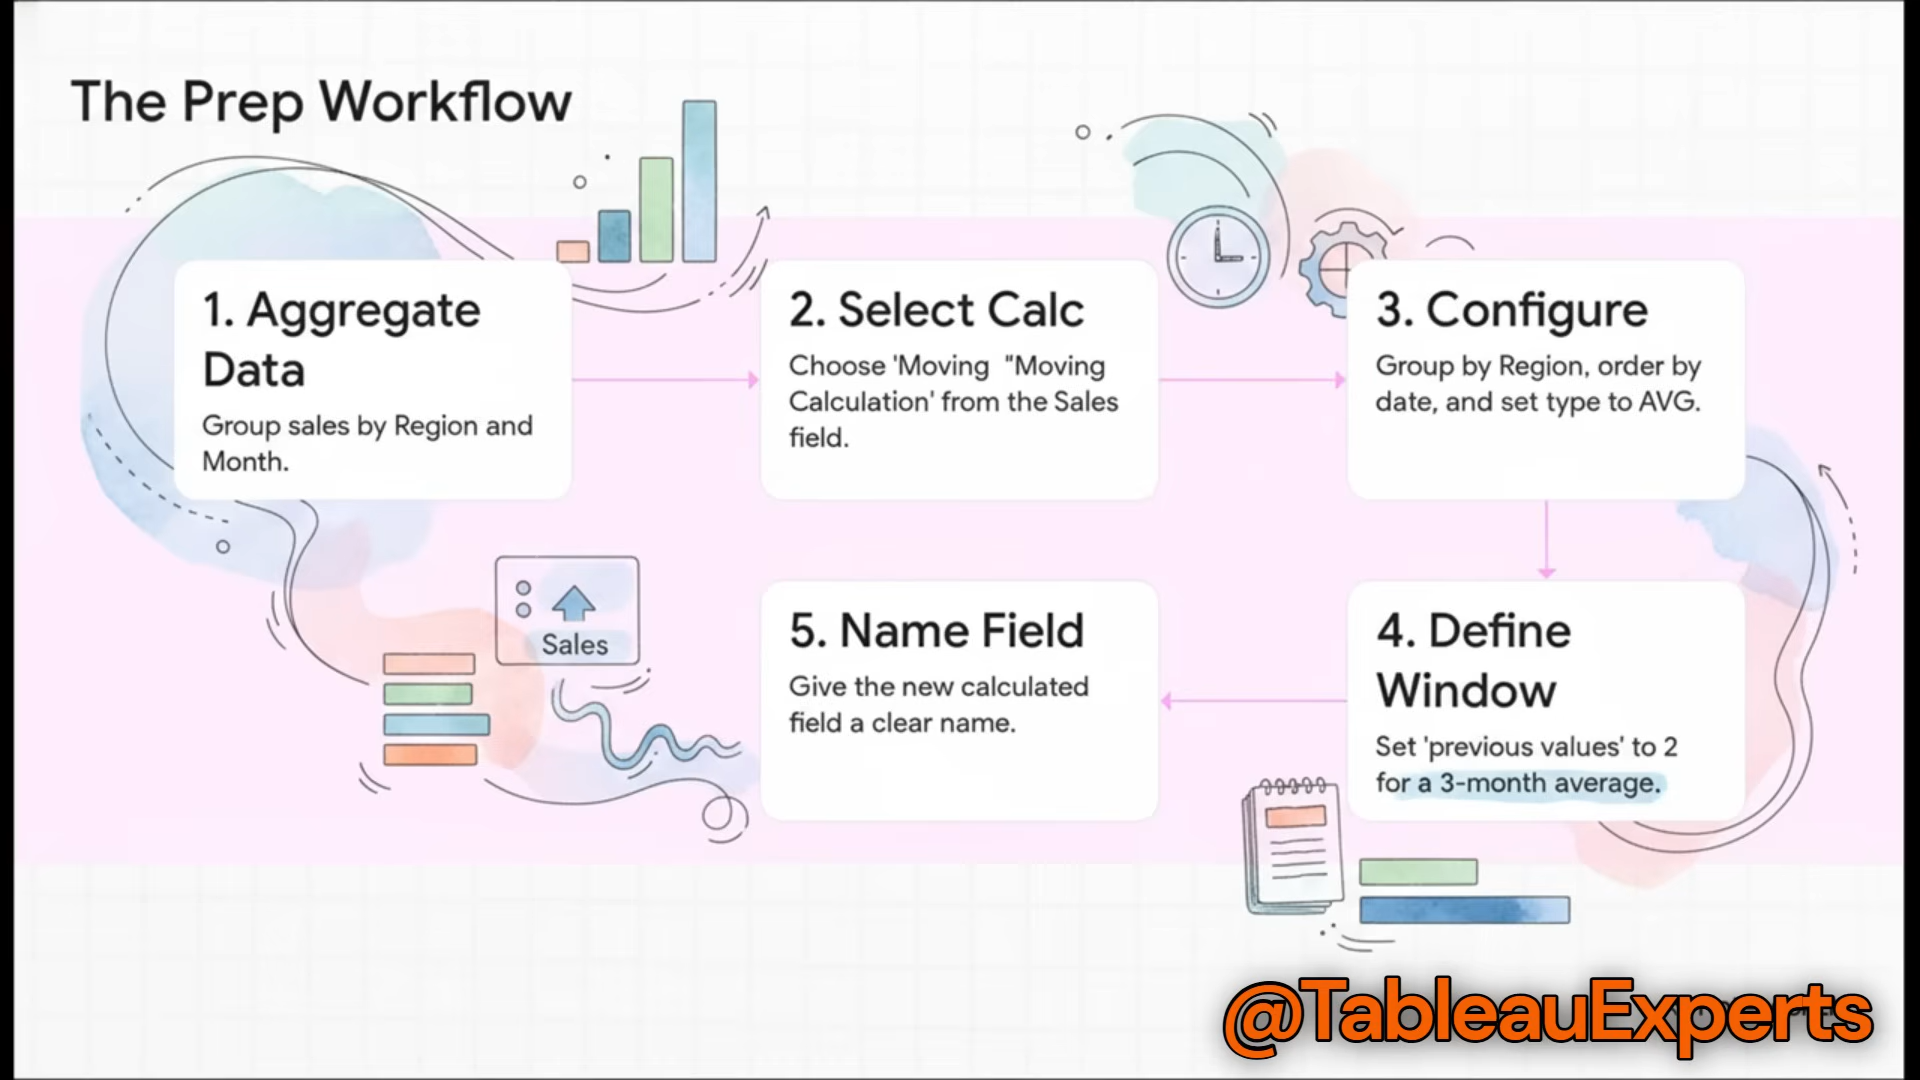 The Prep Workflow
1. Aggregate
Data
Group sales by Region and
Month.
2. Select Calc
Choose 'Moving "Moving
Calculation' from the Sales
field.
3. Configure
Group by Region, order by
date, and set type to AVG.
4. Define
Window
Set 'previous values' to 2
for a 3-month average.
5. Name Field
Give the new calculated
field a clear name.
Sales
@TableauExperts